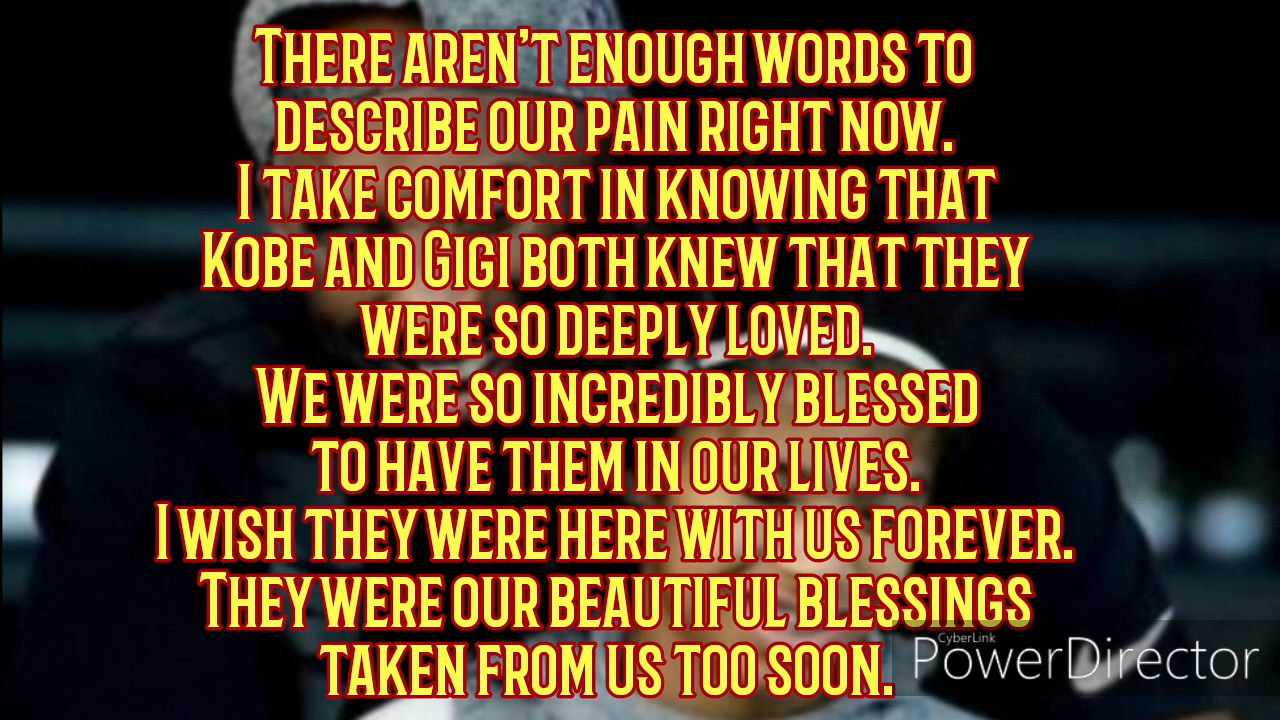 There aren't enough words to
describe our pain right now.
I take comfort in knowing that
Kobe and Gigi both knew that they
were so deeply loved.
We were so incredibly blessed
to have them in our lives.
I wish they were here with us forever.
They were our beautiful blessings
taken from us too soon.
CyberLink
PowerDirector